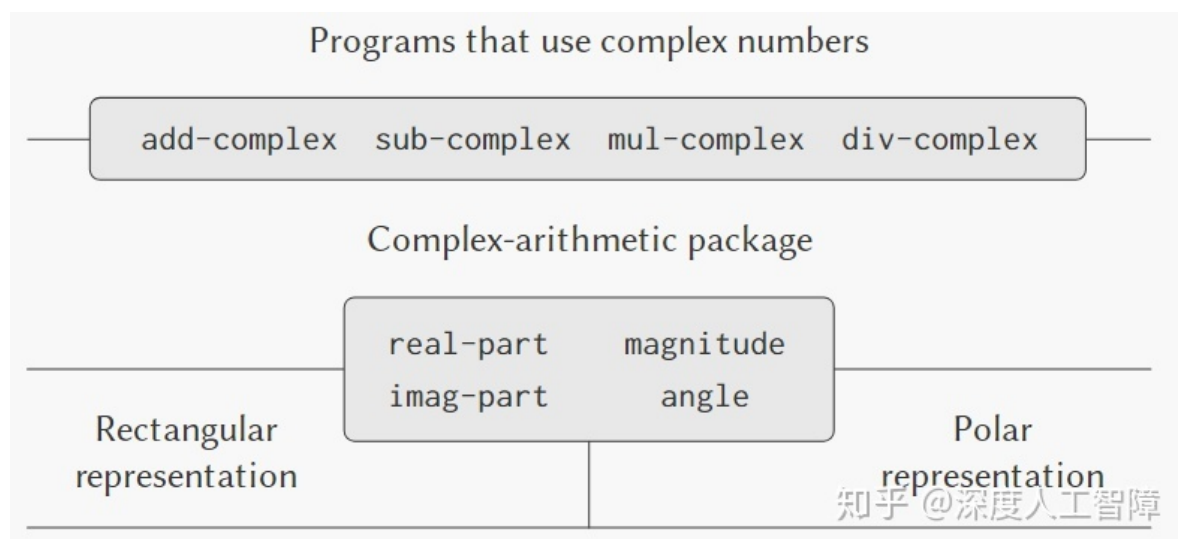 Programs that use complex numbers
add-complex sub-complex mul-complex div-complex
Complex-arithmetic package
real-part magnitude
imag-part angle
Rectangular
representation
Polar
representation
知乎 @深度人工智障